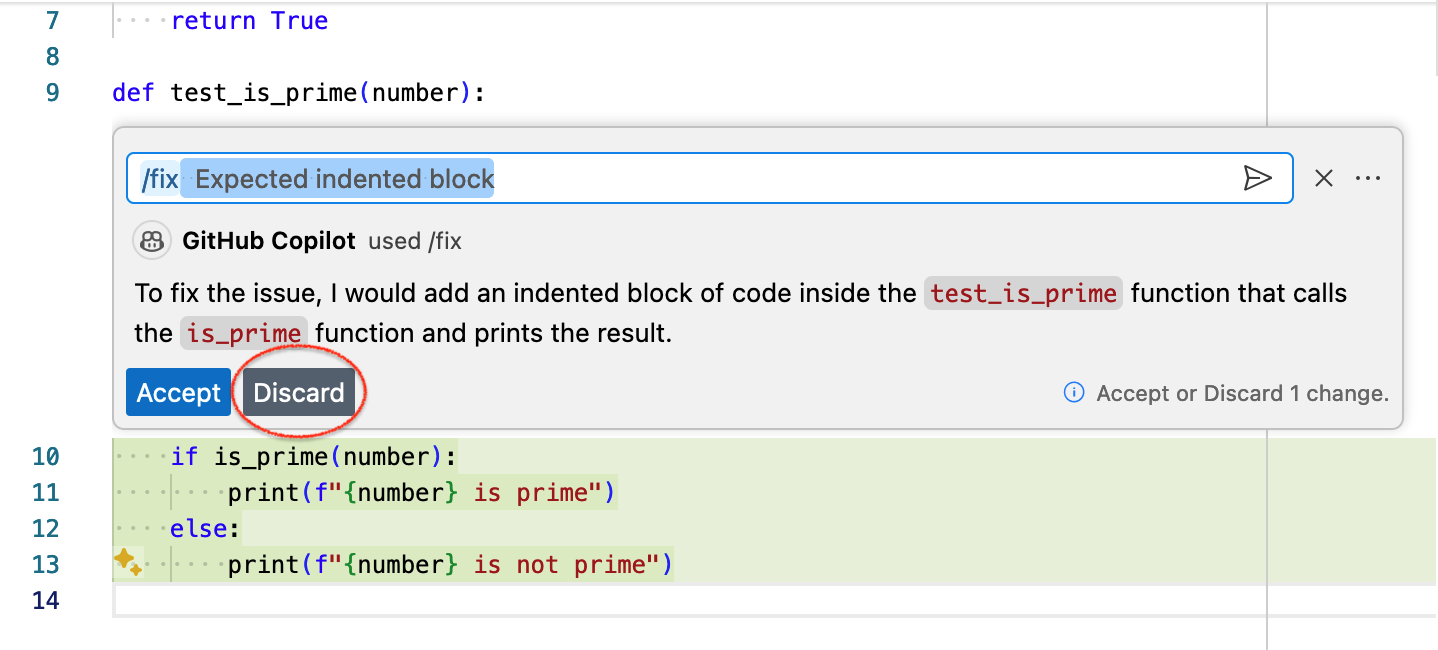 7 return True
8
9 def test_is_prime(number):
/fix Expected indented block
GitHub Copilot used /fix
To fix the issue, I would add an indented block of code inside the test_is_prime function that calls
the is_prime function and prints the result.
Accept Discard Accept or Discard 1 change.
10 if is_prime(number):
11 print(f"{number} is prime")
12 else:
13 print(f"{number} is not prime")
14